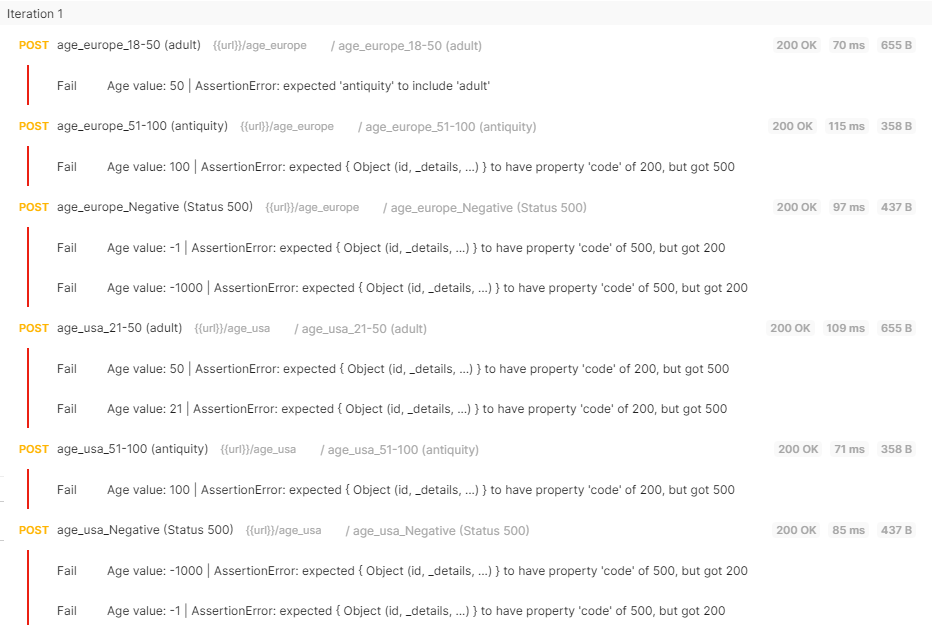 Iteration 1
POST age_europe_18-50 (adult) {{url}}/age_europe / age_europe_18-50 (adult) 200 OK 70 ms 655 B
Fail Age value: 50 | AssertionError: expected 'antiquity' to include 'adult'
POST age_europe_51-100 (antiquity) {{url}}/age_europe / age_europe_51-100 (antiquity) 200 OK 115 ms 358 B
Fail Age value: 100 | AssertionError: expected { Object (id, _details, ...) } to have property 'code' of 200, but got 500
POST age_europe_Negative (Status 500) {{url}}/age_europe / age_europe_Negative (Status 500) 200 OK 97 ms 437 B
Fail Age value: -1 | AssertionError: expected { Object (id, _details, ...) } to have property 'code' of 500, but got 200
Fail Age value: -1000 | AssertionError: expected { Object (id, _details, ...) } to have property 'code' of 500, but got 200
POST age_usa_21-50 (adult) {{url}}/age_usa / age_usa_21-50 (adult) 200 OK 109 ms 655 B
Fail Age value: 50 | AssertionError: expected { Object (id, _details, ...) } to have property 'code' of 200, but got 500
Fail Age value: 21 | AssertionError: expected { Object (id, _details, ...) } to have property 'code' of 200, but got 500
POST age_usa_51-100 (antiquity) {{url}}/age_usa / age_usa_51-100 (antiquity) 200 OK 71 ms 358 B
Fail Age value: 100 | AssertionError: expected { Object (id, _details, ...) } to have property 'code' of 200, but got 500
POST age_usa_Negative (Status 500) {{url}}/age_usa / age_usa_Negative (Status 500) 200 OK 85 ms 437 B
Fail Age value: -1000 | AssertionError: expected { Object (id, _details, ...) } to have property 'code' of 500, but got 200
Fail Age value: -1 | AssertionError: expected { Object (id, _details, ...) } to have property 'code' of 500, but got 200